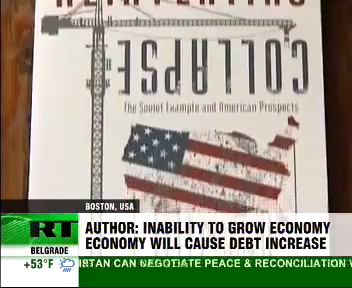 COLLAPSE
The Soviet Example and American Prospects
BOSTON, USA
RT
AUTHOR: INABILITY TO GROW ECONOMY
ECONOMY WILL CAUSE DEBT INCREASE
BELGRADE
+53°F
ISTAN CAN NEGOTIATE PEACE & RECONCILIATION W